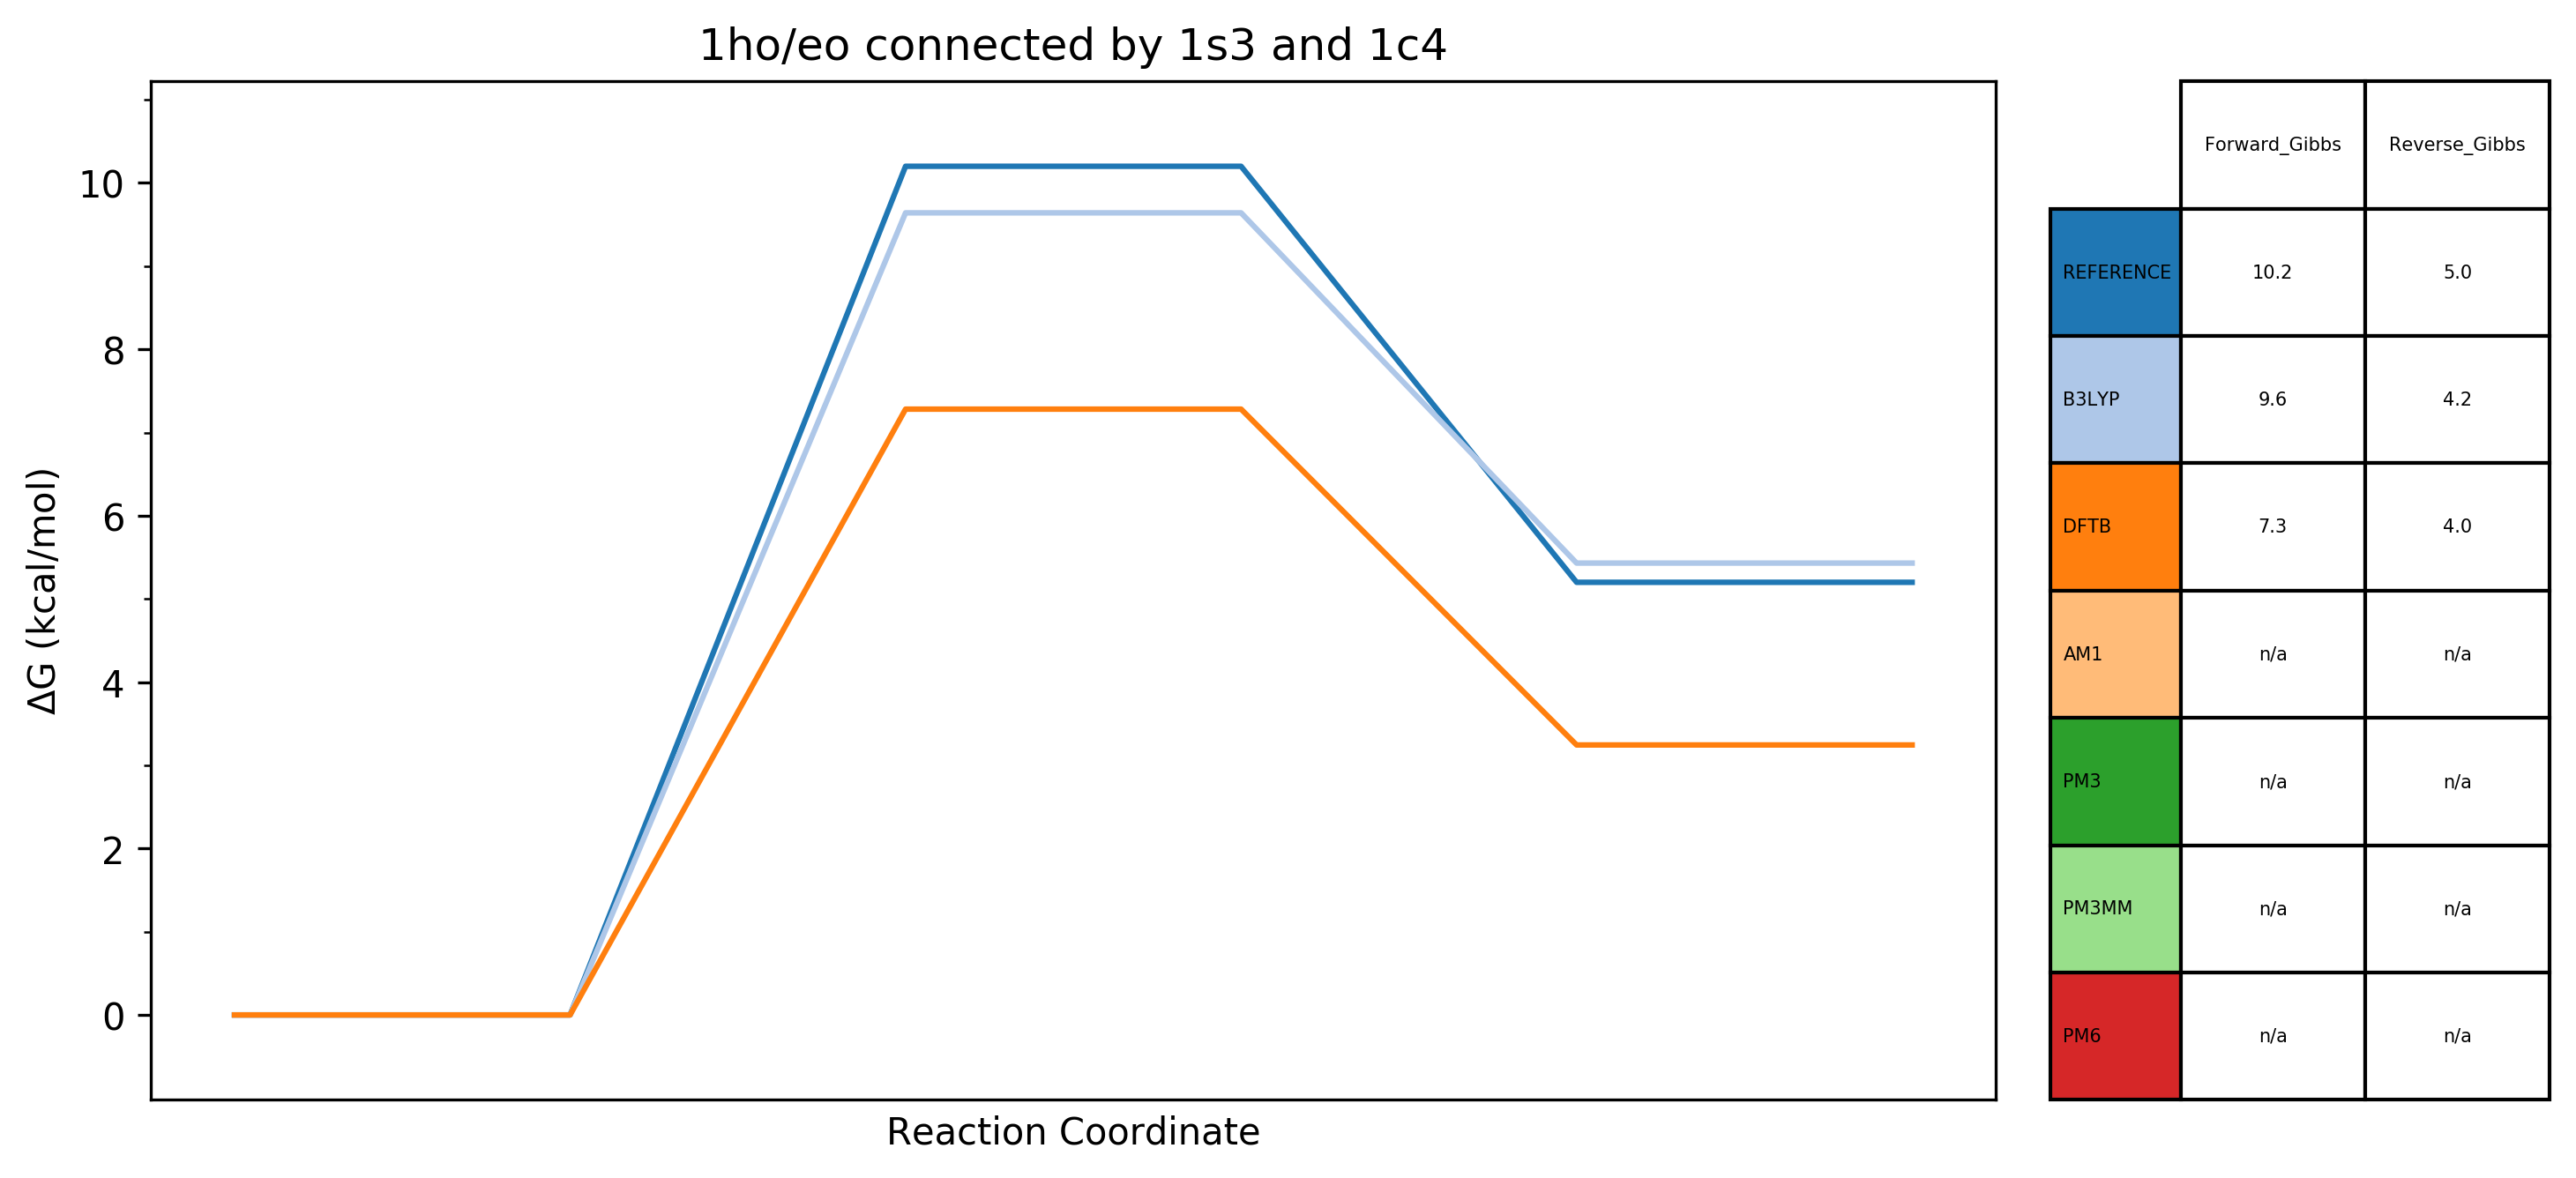 1ho/eo connected by 1s3 and 1c4
ΔG (kcal/mol)
10
8
6
4
2
0
Reaction Coordinate
Forward_Gibbs Reverse_Gibbs
REFERENCE 10.2 5.0
B3LYP 9.6 4.2
DFTB 7.3 4.0
AM1 n/a n/a
PM3 n/a n/a
PM3MM n/a n/a
PM6 n/a n/a